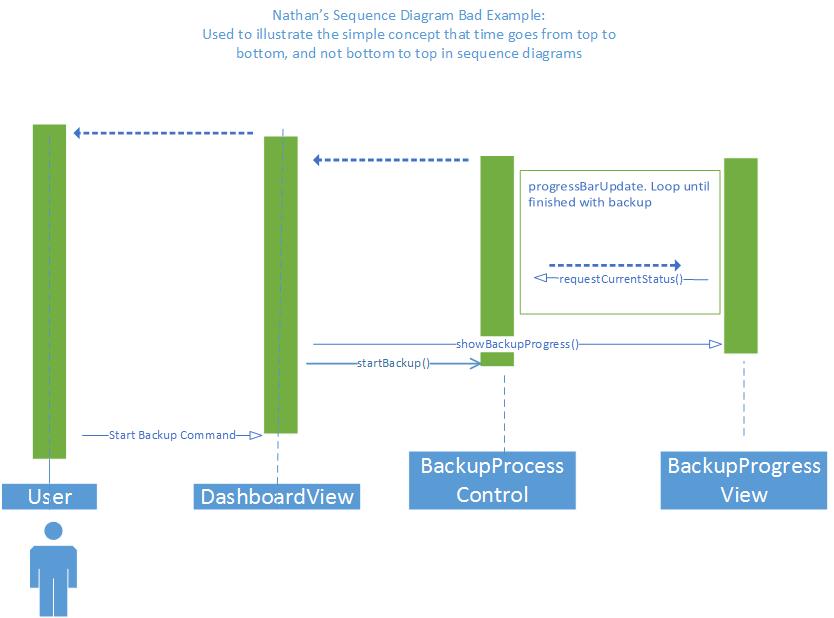 Nathan's Sequence Diagram Bad Example:
Used to illustrate the simple concept that time goes from top to
bottom, and not bottom to top in sequence diagrams
progressBarUpdate. Loop until
finished with backup
requestCurrentStatus()
showBackupProgress()
startBackup()
Start Backup Command
User
DashboardView
BackupProcess
Control
BackupProgress
View